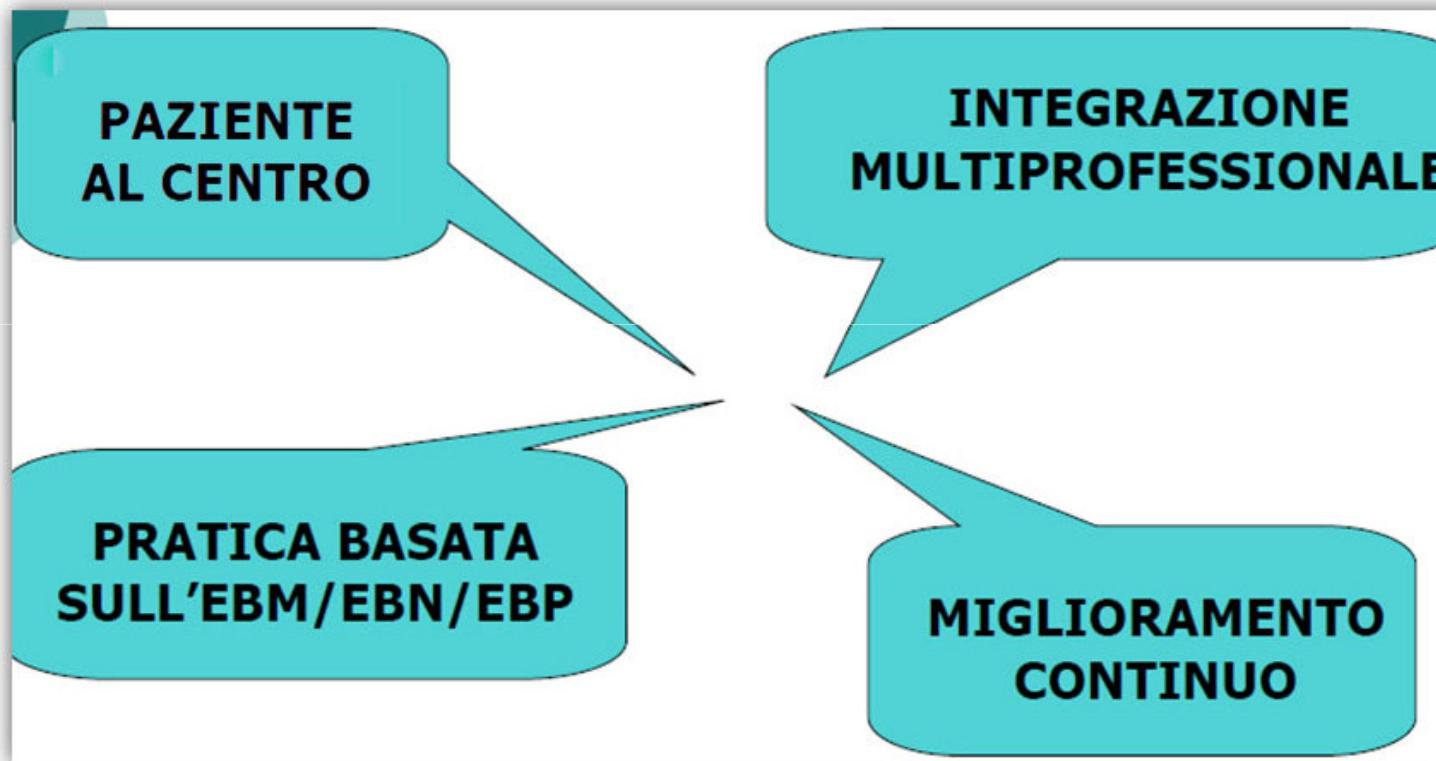 PAZIENTE
AL CENTRO
INTEGRAZIONE
MULTIPROFESSIONALE
PRATICA BASATA
SULL’EBM/EBN/EBP
MIGLIORAMENTO
CONTINUO